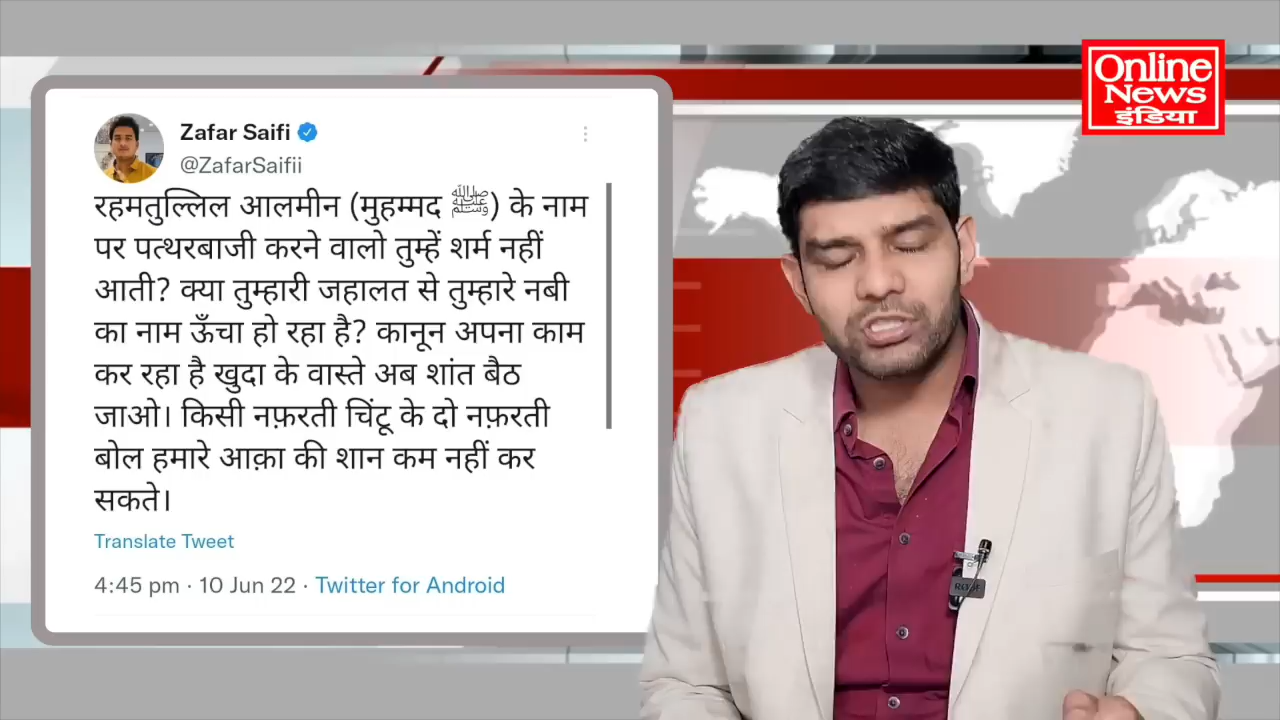 Online
News
इंडिया
Zafar Saifi
@ZafarSaifii
रहमतुल्लिल आलमीन (मुहम्मद ﷺ) के नाम
पर पत्थरबाजी करने वालो तुम्हें शर्म नहीं
आती? क्या तुम्हारी जहालत से तुम्हारे नबी
का नाम ऊँचा हो रहा है? कानून अपना काम
कर रहा है खुदा के वास्ते अब शांत बैठ
जाओ। किसी नफ़रती चिंटू के दो नफ़रती
बोल हमारे आक़ा की शान कम नहीं कर
सकते।
Translate Tweet
4:45 pm · 10 Jun 22 · Twitter for Android
RODE